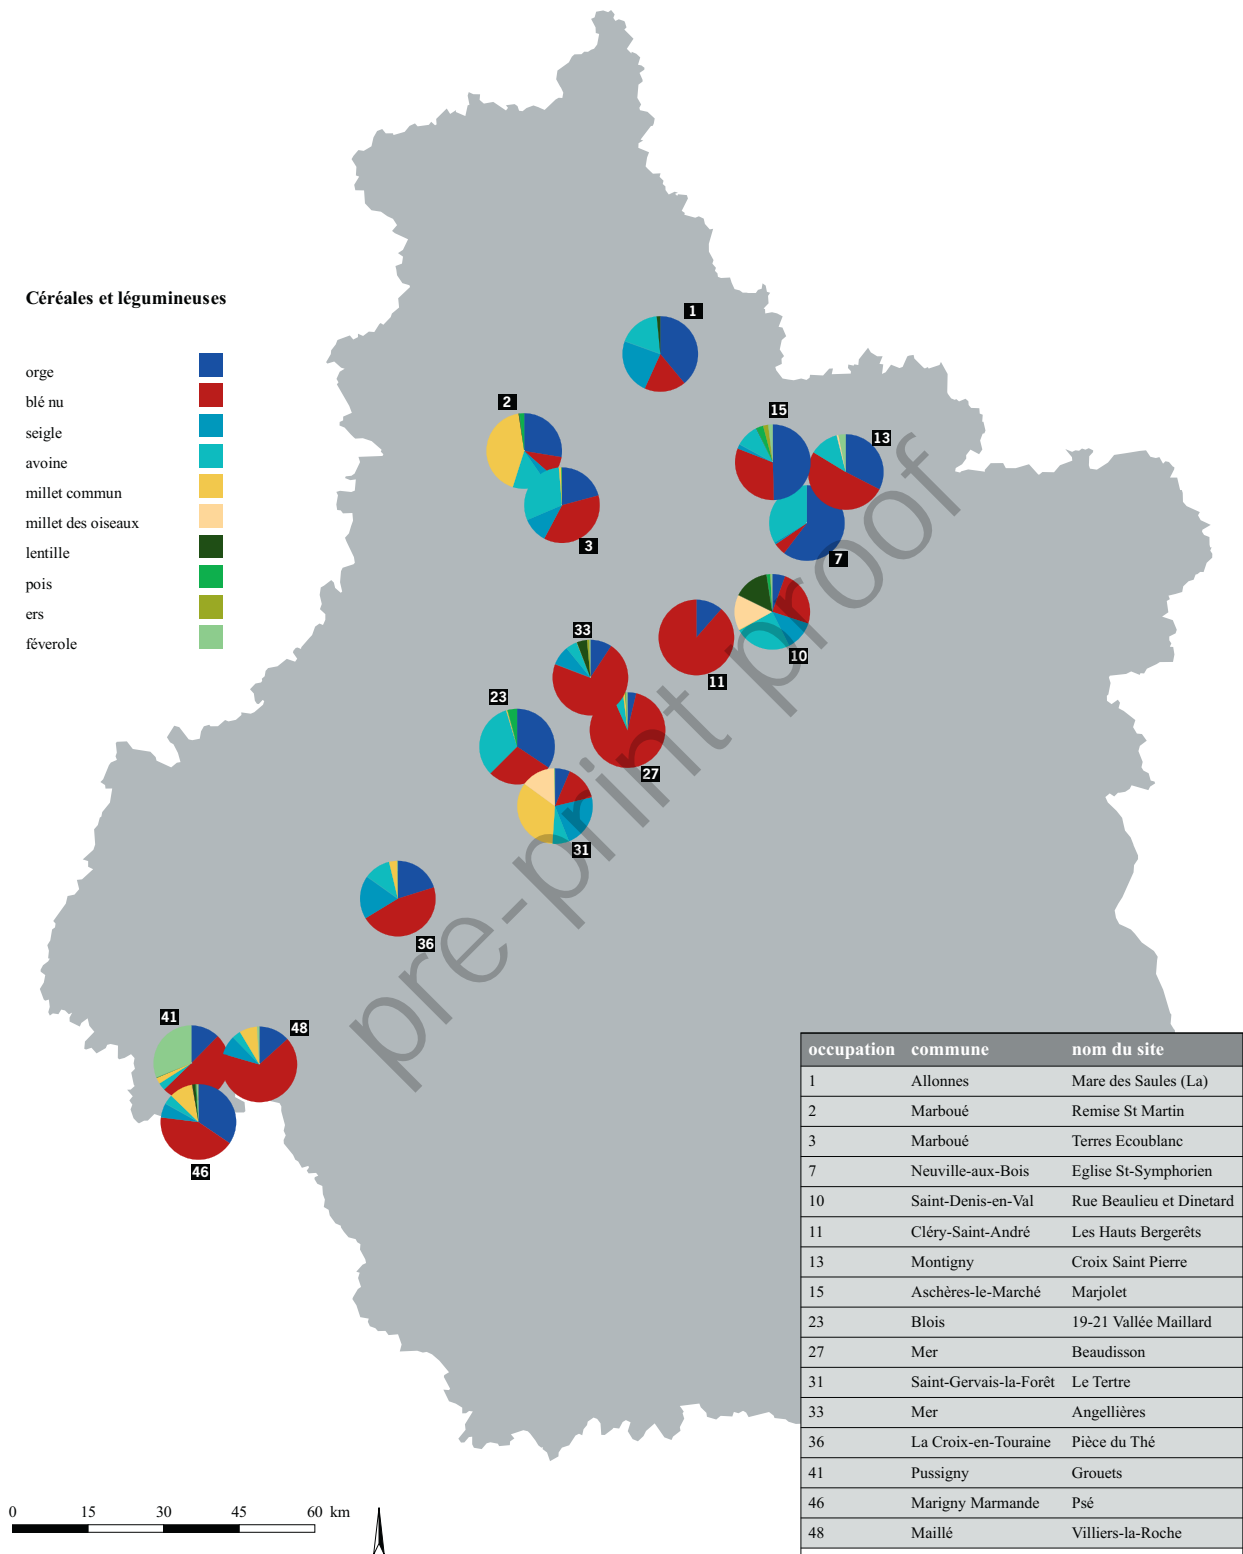 Céréales et légumineuses
orge
blé nu
seigle
avoine
millet commun
millet des oiseaux
lentille
pois
ers
féverole
1
2
15
13
3
7
10
33
11
23
27
31
36
41
48
46
pre-print proof
occupation commune nom du site
1 Allonnes Mare des Saules (La)
2 Marboué Remise St Martin
3 Marboué Terres Ecoublanc
7 Neuville-aux-Bois Eglise St-Symphorien
10 Saint-Denis-en-Val Rue Beaulieu et Dinetard
11 Cléry-Saint-André Les Hauts Bergerêts
13 Montigny Croix Saint Pierre
15 Aschères-le-Marché Marjolet
23 Blois 19-21 Vallée Maillard
27 Mer Beaudisson
31 Saint-Gervais-la-Forêt Le Tertre
33 Mer Angellières
36 La Croix-en-Touraine Pièce du Thé
41 Pussigny Grouets
46 Marigny Marmande Psé
48 Maillé Villiers-la-Roche
0 15 30 45 60 km